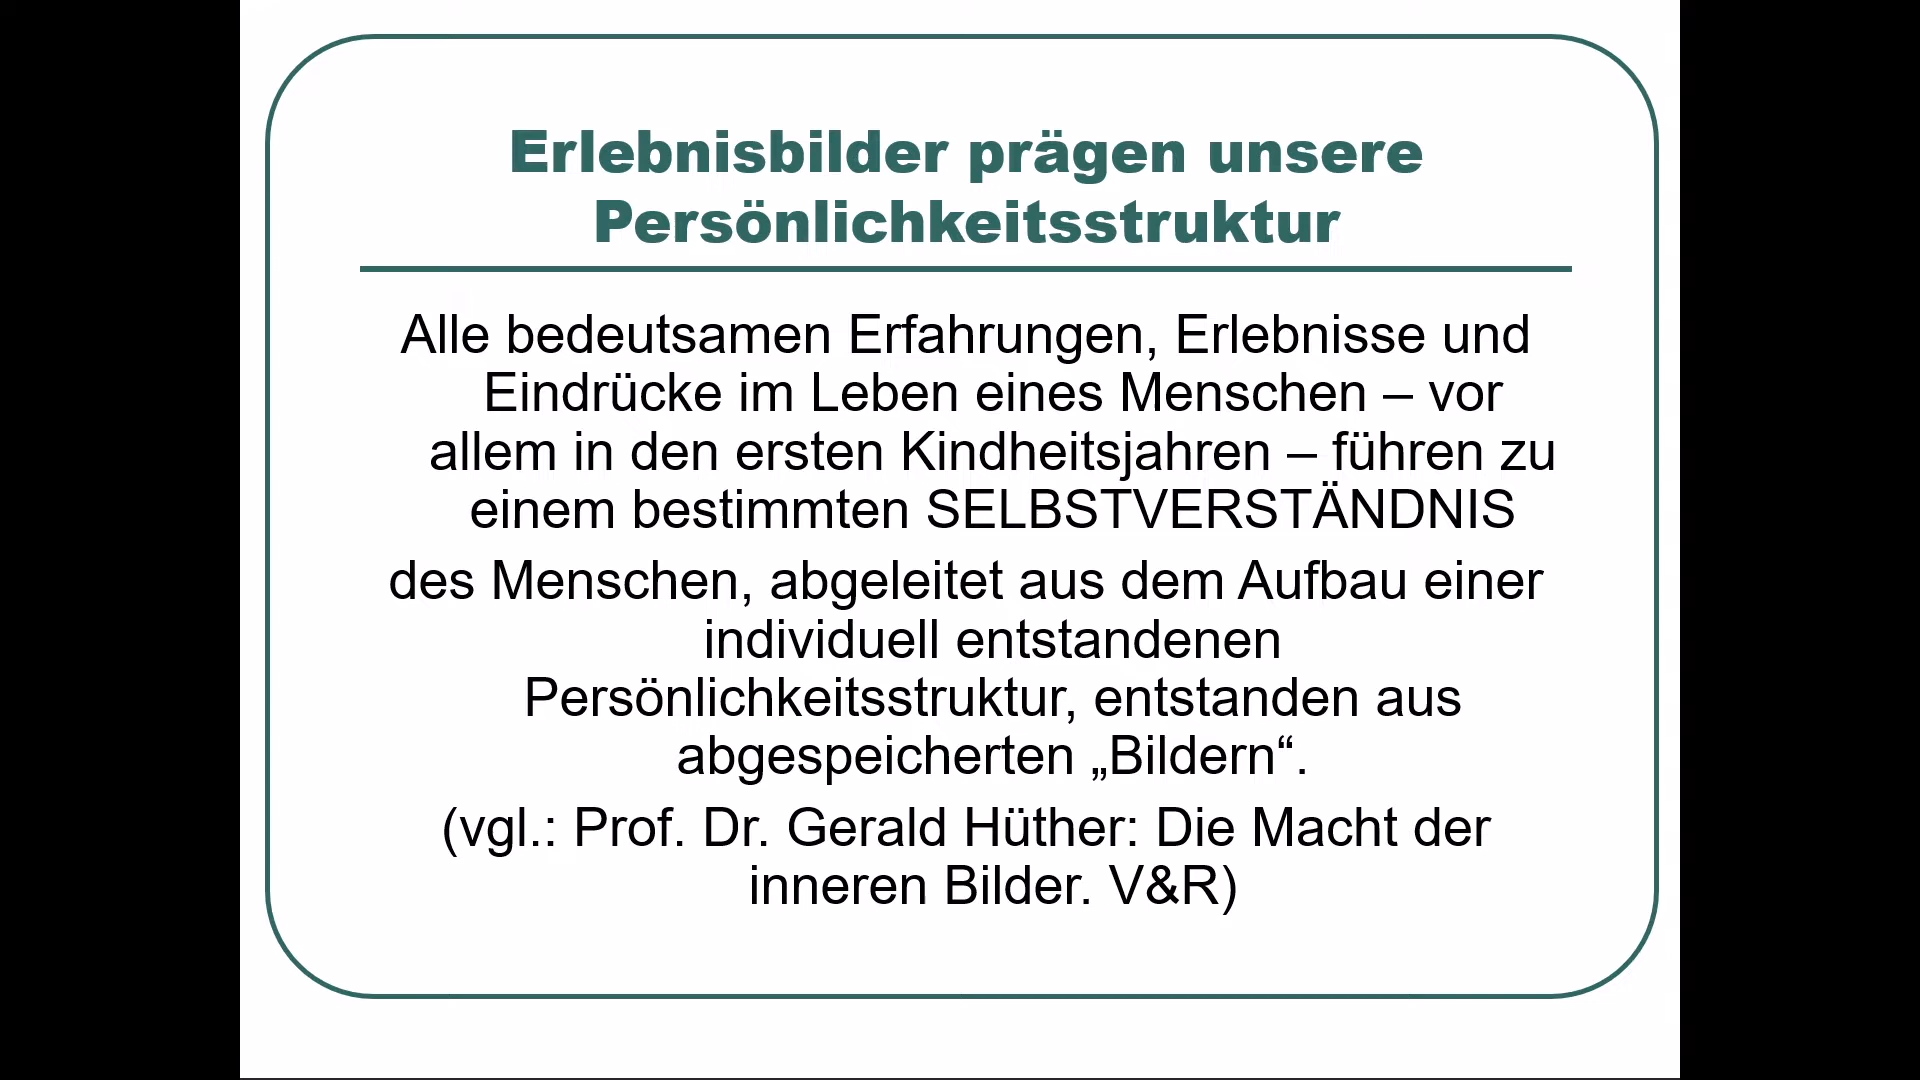 Erlebnisbilder prägen unsere
Persönlichkeitsstruktur
Alle bedeutsamen Erfahrungen, Erlebnisse und
Eindrücke im Leben eines Menschen – vor
allem in den ersten Kindheitsjahren – führen zu
einem bestimmten SELBSTVERSTÄNDNIS
des Menschen, abgeleitet aus dem Aufbau einer
individuell entstandenen
Persönlichkeitsstruktur, entstanden aus
abgespeicherten „Bildern“.
(vgl.: Prof. Dr. Gerald Hüther: Die Macht der
inneren Bilder. V&R)